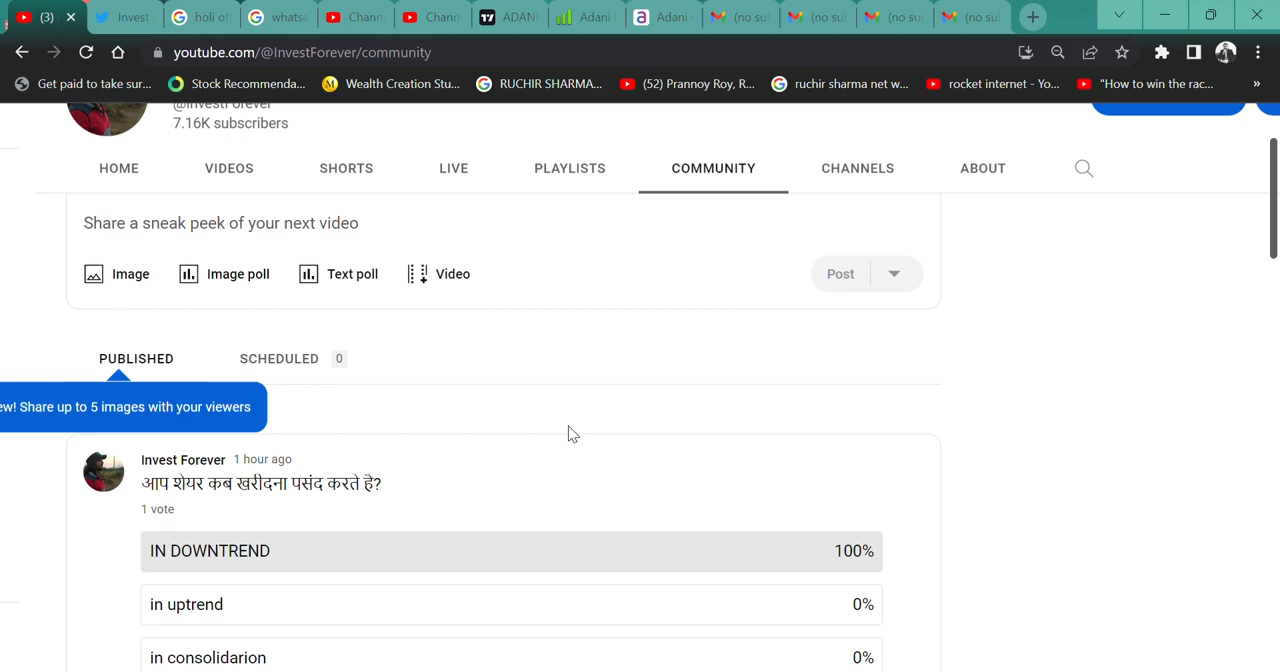 (3) Invest holi off whatsa Chann Chann ADANI Adani Adani (no sub (no sub (no sub (no sub
youtube.com/@InvestForever/community
Get paid to take sur... Stock Recommenda... Wealth Creation Stu... RUCHIR SHARMA... (52) Prannoy Roy, R... ruchir sharma net w... rocket internet - Yo... "How to win the rac... »
@InvestForever
7.16K subscribers
HOME VIDEOS SHORTS LIVE PLAYLISTS COMMUNITY CHANNELS ABOUT
Share a sneak peek of your next video
Image Image poll Text poll Video Post
PUBLISHED SCHEDULED 0
ew! Share up to 5 images with your viewers
Invest Forever 1 hour ago
आप शेयर कब खरीदना पसंद करते है?
1 vote
IN DOWNTREND 100%
in uptrend 0%
in consolidarion 0%